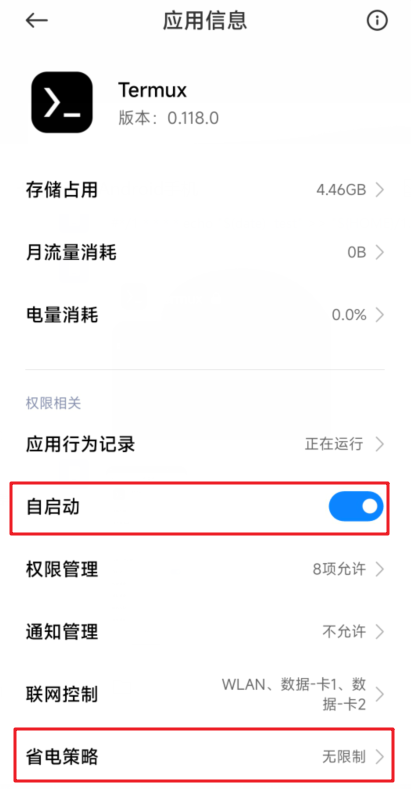 应用信息
Termux
版本：0.118.0
存储占用 4.46GB
月流量消耗 0B
电量消耗 0.0%
权限相关
应用行为记录 正在运行
自启动
权限管理 8项允许
通知管理 不允许
联网控制 WLAN、数据-卡1、数
据-卡2
省电策略 无限制